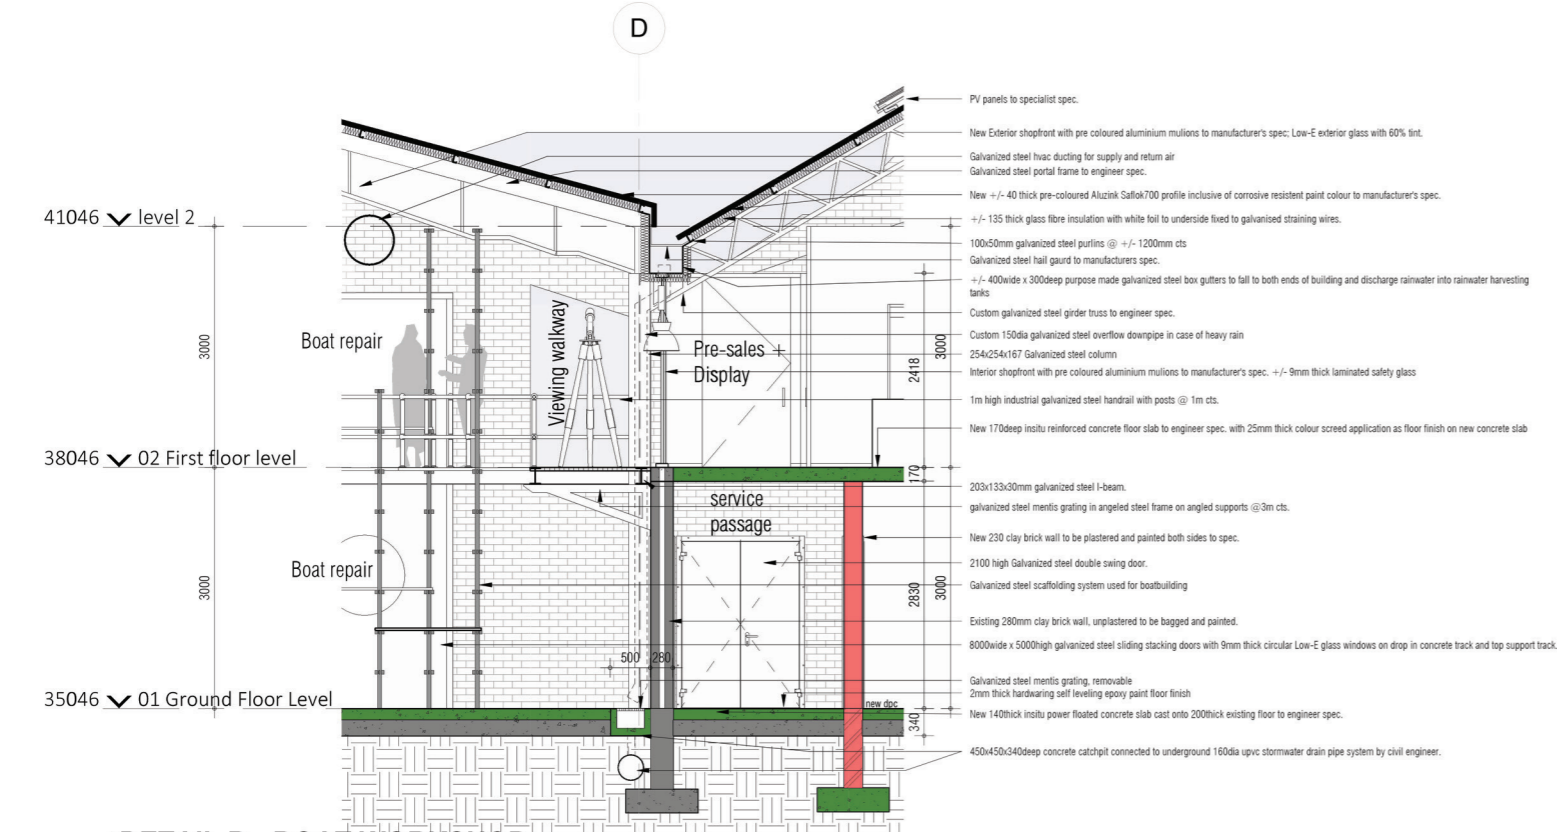 D
PV panels to specialist spec.
New Exterior shopfront with pre coloured aluminium mulions to manufacturer's spec; Low-E exterior glass with 60% tint.
Galvanized steel hvac ducting for supply and return air
Galvanized steel portal frame to engineer spec.
New +/- 40 thick pre-coloured Aluzink Saflok700 profile inclusive of corrosive resistent paint colour to manufacturer's spec.
41046 level 2
+/- 135 thick glass fibre insulation with white foil to underside fixed to galvanised straining wires.
100x50mm galvanized steel purlins @ +/- 1200mm cts
Galvanized steel hail gaurd to manufacturers spec.
+/- 400wide x 300deep purpose made galvanized steel box gutters to fall to both ends of building and discharge rainwater into rainwater harvesting
tanks
Custom galvanized steel girder truss to engineer spec.
Custom 150dia galvanized steel overflow downpipe in case of heavy rain
254x254x167 Galvanized steel column
Interior shopfront with pre coloured aluminium mulions to manufacturer's spec. +/- 9mm thick laminated safety glass
3000
Boat repair
Viewing walkway
Pre-sales +
Display
2418
3000
1m high industrial galvanized steel handrail with posts @ 1m cts.
New 170deep insitu reinforced concrete floor slab to engineer spec. with 25mm thick colour screed application as floor finish on new concrete slab
38046 02 First floor level
170
203x133x30mm galvanized steel I-beam.
galvanized steel mentis grating in angeled steel frame on angled supports @3m cts.
service
passage
New 230 clay brick wall to be plastered and painted both sides to spec.
2100 high Galvanized steel double swing door.
Boat repair
3000
2830
3000
Galvanized steel scaffolding system used for boatbuilding
Existing 280mm clay brick wall, unplastered to be bagged and painted.
8000wide x 5000high galvanized steel sliding stacking doors with 9mm thick circular Low-E glass windows on drop in concrete track and top support track.
500 280
Galvanized steel mentis grating, removable
2mm thick hardwaring self leveling epoxy paint floor finish
35046 01 Ground Floor Level
new dpc
New 140thick insitu power floated concrete slab cast onto 200thick existing floor to engineer spec.
340
450x450x340deep concrete catchpit connected to underground 160dia upvc stormwater drain pipe system by civil engineer.